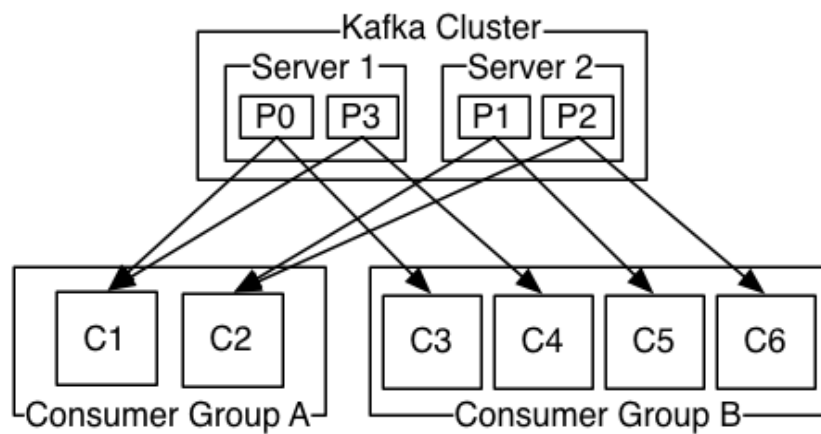 Kafka Cluster
Server 1 Server 2
P0 P3 P1 P2
C1 C2 C3 C4 C5 C6
Consumer Group A Consumer Group B